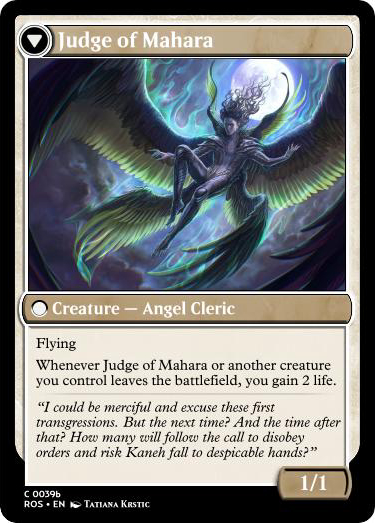 Judge of Mahara
Creature — Angel Cleric
Flying
Whenever Judge of Mahara or another creature
you control leaves the battlefield, you gain 2 life.
“I could be merciful and excuse these first
transgressions. But the next time? And the time after
that? How many will follow the call to disobey
orders and risk Kaneh fall to despicable hands?”
1/1
C 0039b
ROS • EN Tatiana Krstic